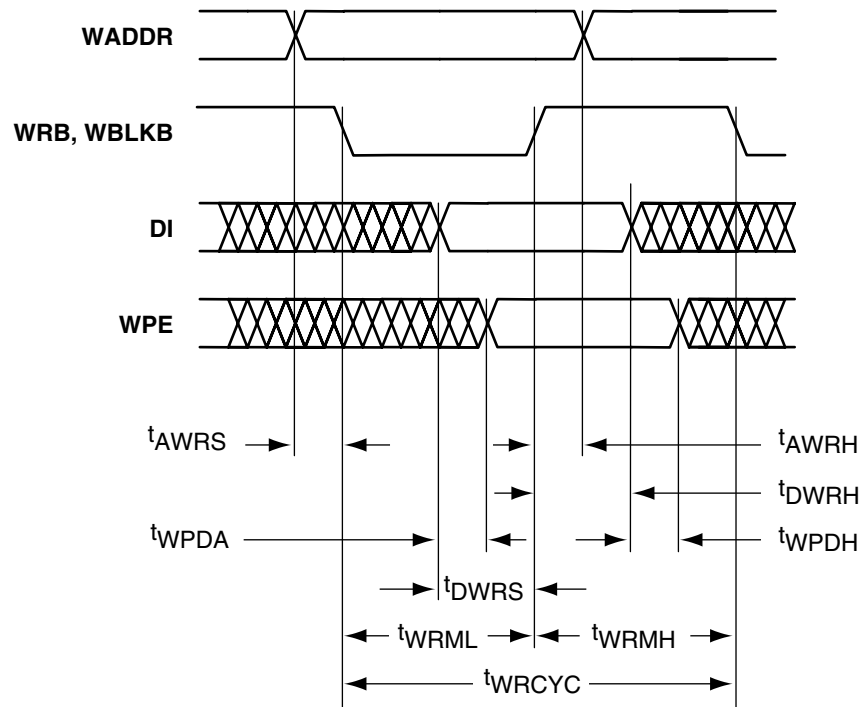 WADDR
WRB, WBLKB
DI
WPE
tAWRS
tAWRH
tDWRH
tWPDA
tWPDH
tDWRS
tWRML
tWRMH
tWRCYC